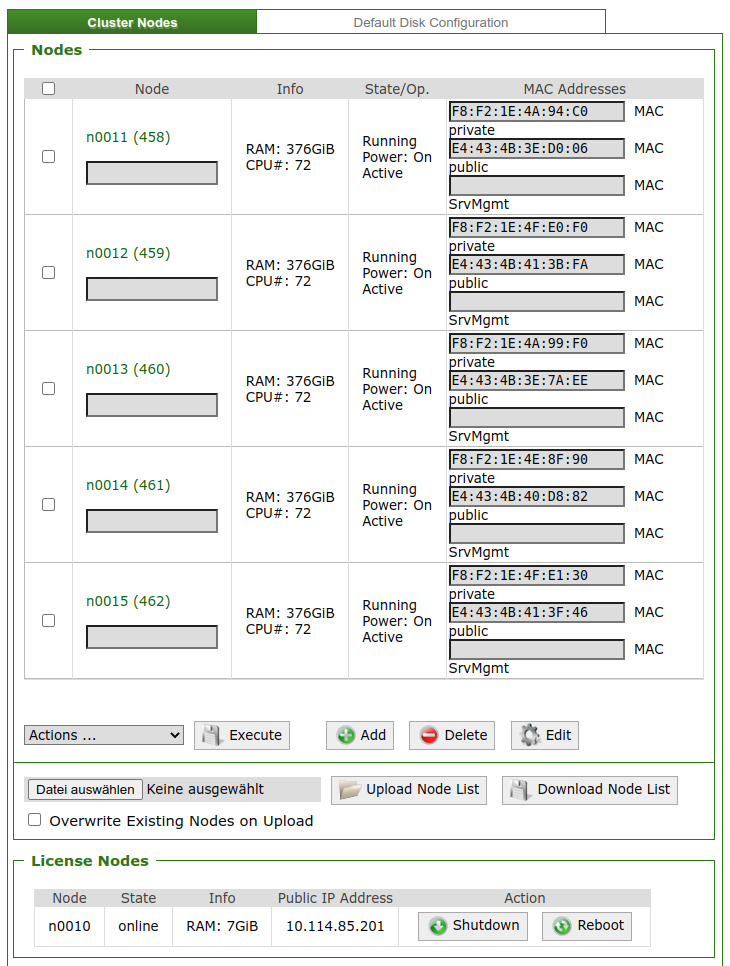 Cluster Nodes Default Disk Configuration
Nodes
Node Info State/Op. MAC Addresses
n0011 (458)
RAM: 376GiB
CPU#: 72
Running
Power: On
Active
F8:F2:1E:4A:94:C0 MAC
private
E4:43:4B:3E:D0:06 MAC
public
MAC
SrvMgmt
n0012 (459)
RAM: 376GiB
CPU#: 72
Running
Power: On
Active
F8:F2:1E:4F:E0:F0 MAC
private
E4:43:4B:41:3B:FA MAC
public
MAC
SrvMgmt
n0013 (460)
RAM: 376GiB
CPU#: 72
Running
Power: On
Active
F8:F2:1E:4A:99:F0 MAC
private
E4:43:4B:3E:7A:EE MAC
public
MAC
SrvMgmt
n0014 (461)
RAM: 376GiB
CPU#: 72
Running
Power: On
Active
F8:F2:1E:4E:8F:90 MAC
private
E4:43:4B:40:D8:82 MAC
public
MAC
SrvMgmt
n0015 (462)
RAM: 376GiB
CPU#: 72
Running
Power: On
Active
F8:F2:1E:4F:E1:30 MAC
private
E4:43:4B:41:3F:46 MAC
public
MAC
SrvMgmt
Actions ... Execute Add Delete Edit
Datei auswählen Keine ausgewählt Upload Node List Download Node List
Overwrite Existing Nodes on Upload
License Nodes
Node State Info Public IP Address Action
n0010 online RAM: 7GiB 10.114.85.201 Shutdown Reboot